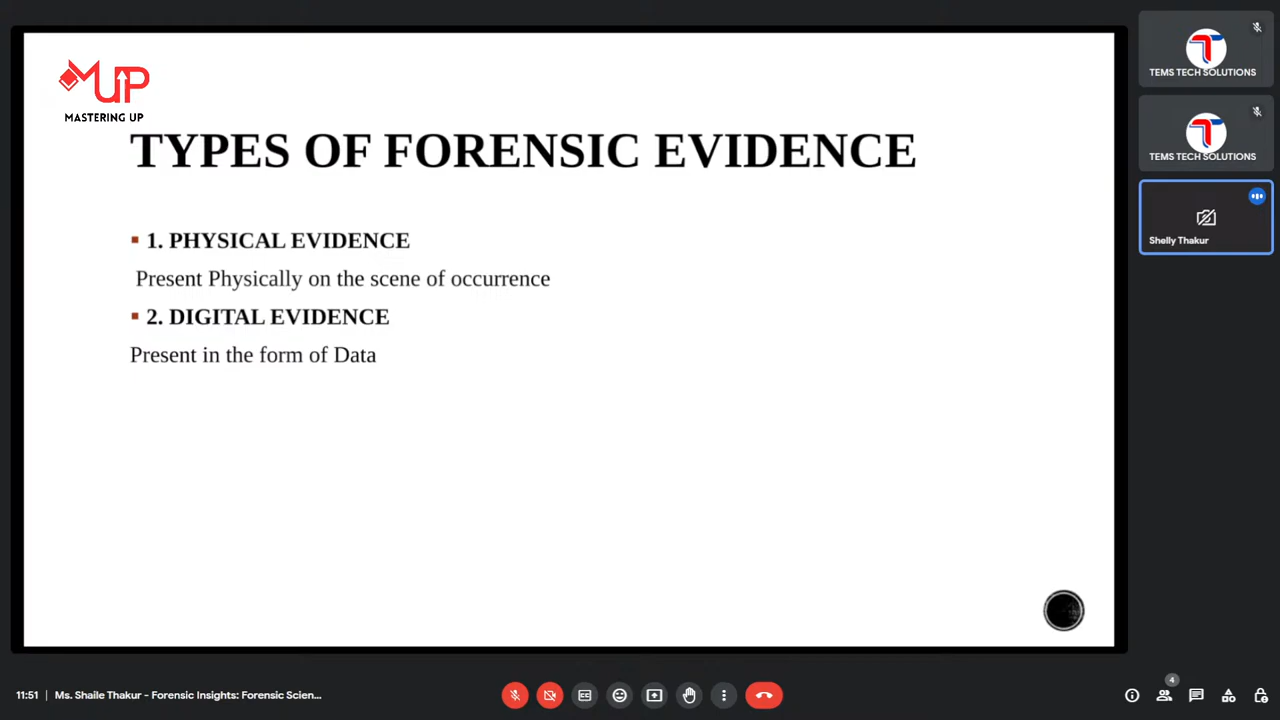 MUP
MASTERING UP
TYPES OF FORENSIC EVIDENCE
1. PHYSICAL EVIDENCE
Present Physically on the scene of occurrence
2. DIGITAL EVIDENCE
Present in the form of Data
TEMS TECH SOLUTIONS
TEMS TECH SOLUTIONS
Shelly Thakur
11:51 | Ms. Shaile Thakur - Forensic Insights: Forensic Scien...
4